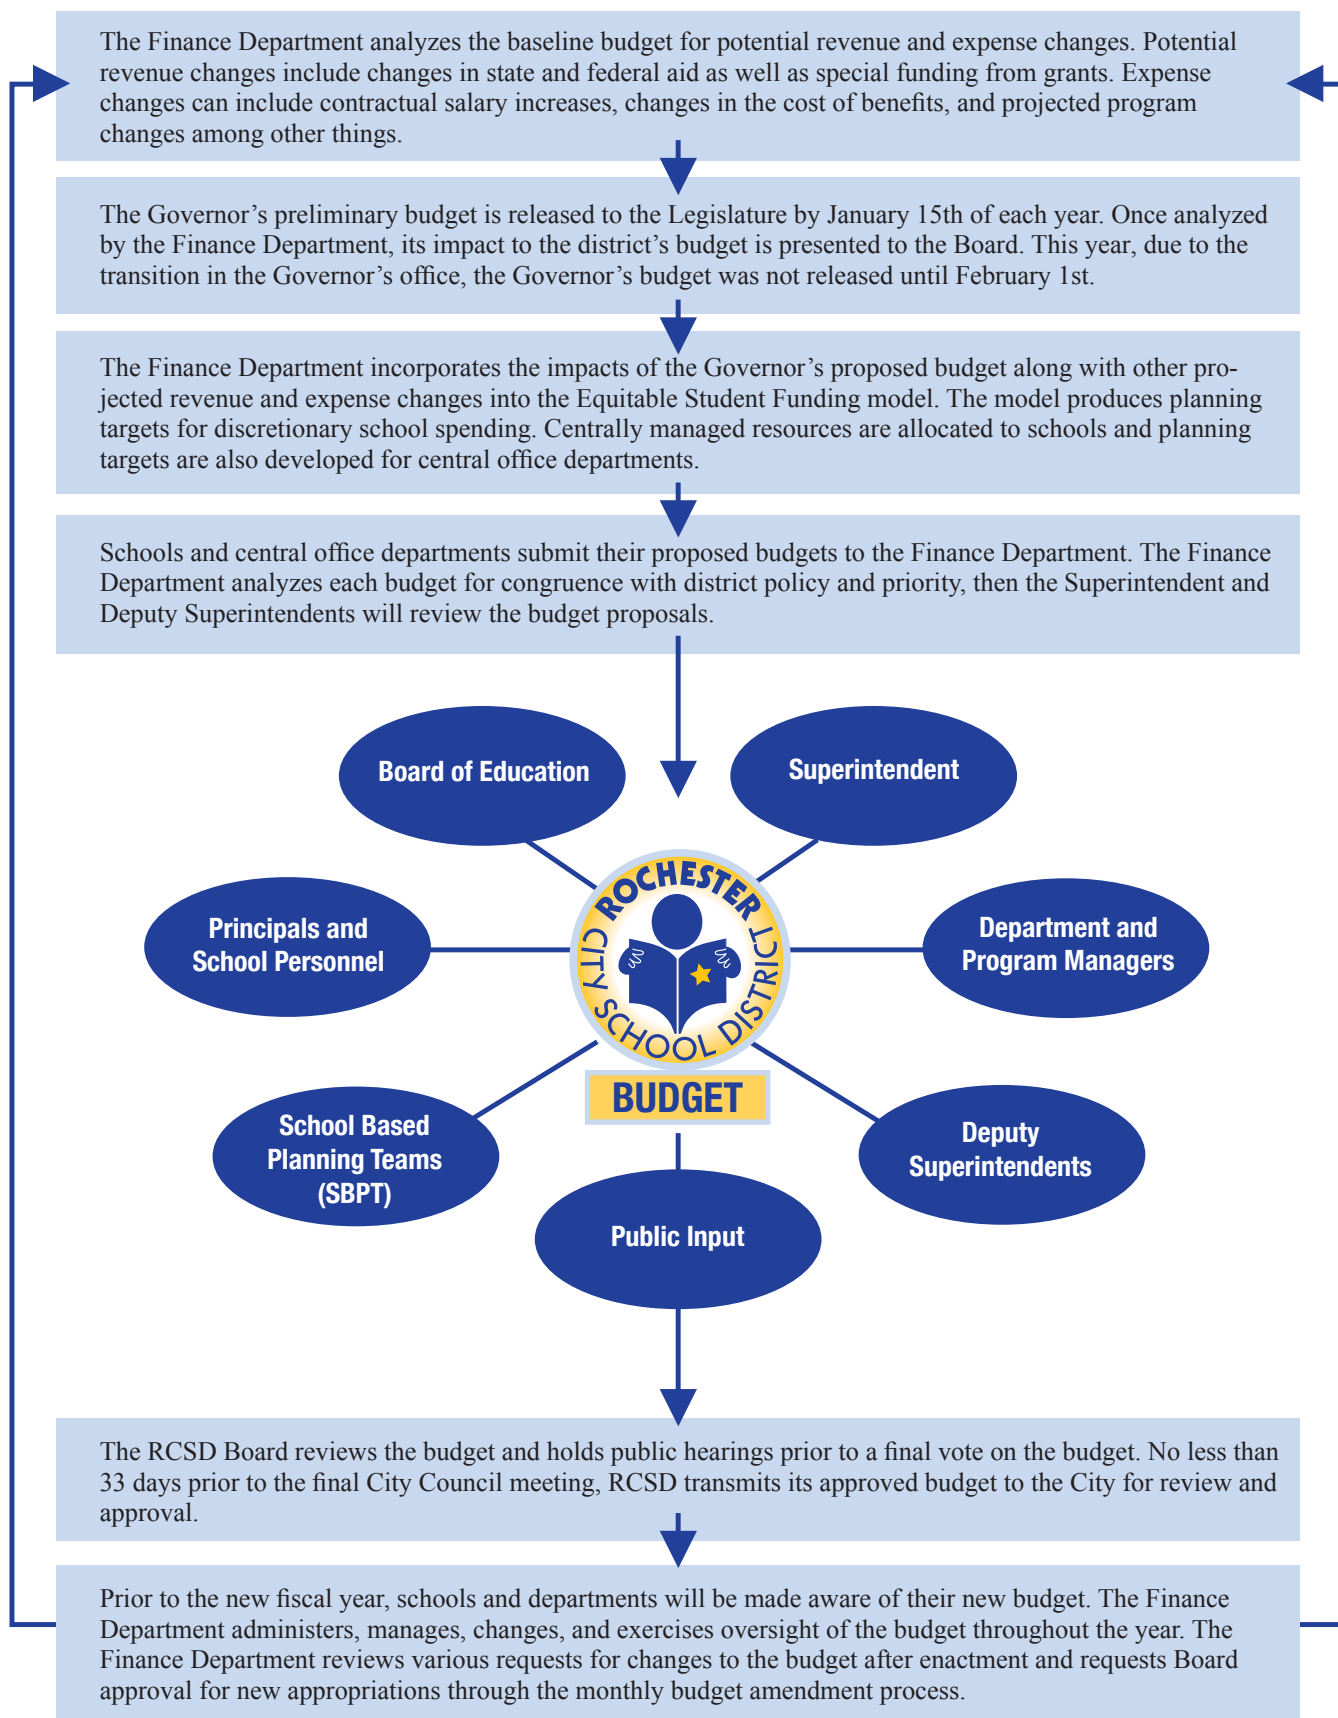 The Finance Department analyzes the baseline budget for potential revenue and expense changes. Potential
revenue changes include changes in state and federal aid as well as special funding from grants. Expense
changes can include contractual salary increases, changes in the cost of benefits, and projected program
changes among other things.
The Governor’s preliminary budget is released to the Legislature by January 15th of each year. Once analyzed
by the Finance Department, its impact to the district’s budget is presented to the Board. This year, due to the
transition in the Governor’s office, the Governor’s budget was not released until February 1st.
The Finance Department incorporates the impacts of the Governor’s proposed budget along with other pro-
jected revenue and expense changes into the Equitable Student Funding model. The model produces planning
targets for discretionary school spending. Centrally managed resources are allocated to schools and planning
targets are also developed for central office departments.
Schools and central office departments submit their proposed budgets to the Finance Department. The Finance
Department analyzes each budget for congruence with district policy and priority, then the Superintendent and
Deputy Superintendents will review the budget proposals.
Board of Education
Superintendent
Principals and
School Personnel
ROCHESTER
CITY SCHOOL DISTRICT
Department and
Program Managers
BUDGET
School Based
Planning Teams
(SBPT)
Deputy
Superintendents
Public Input
The RCSD Board reviews the budget and holds public hearings prior to a final vote on the budget. No less than
33 days prior to the final City Council meeting, RCSD transmits its approved budget to the City for review and
approval.
Prior to the new fiscal year, schools and departments will be made aware of their new budget. The Finance
Department administers, manages, changes, and exercises oversight of the budget throughout the year. The
Finance Department reviews various requests for changes to the budget after enactment and requests Board
approval for new appropriations through the monthly budget amendment process.